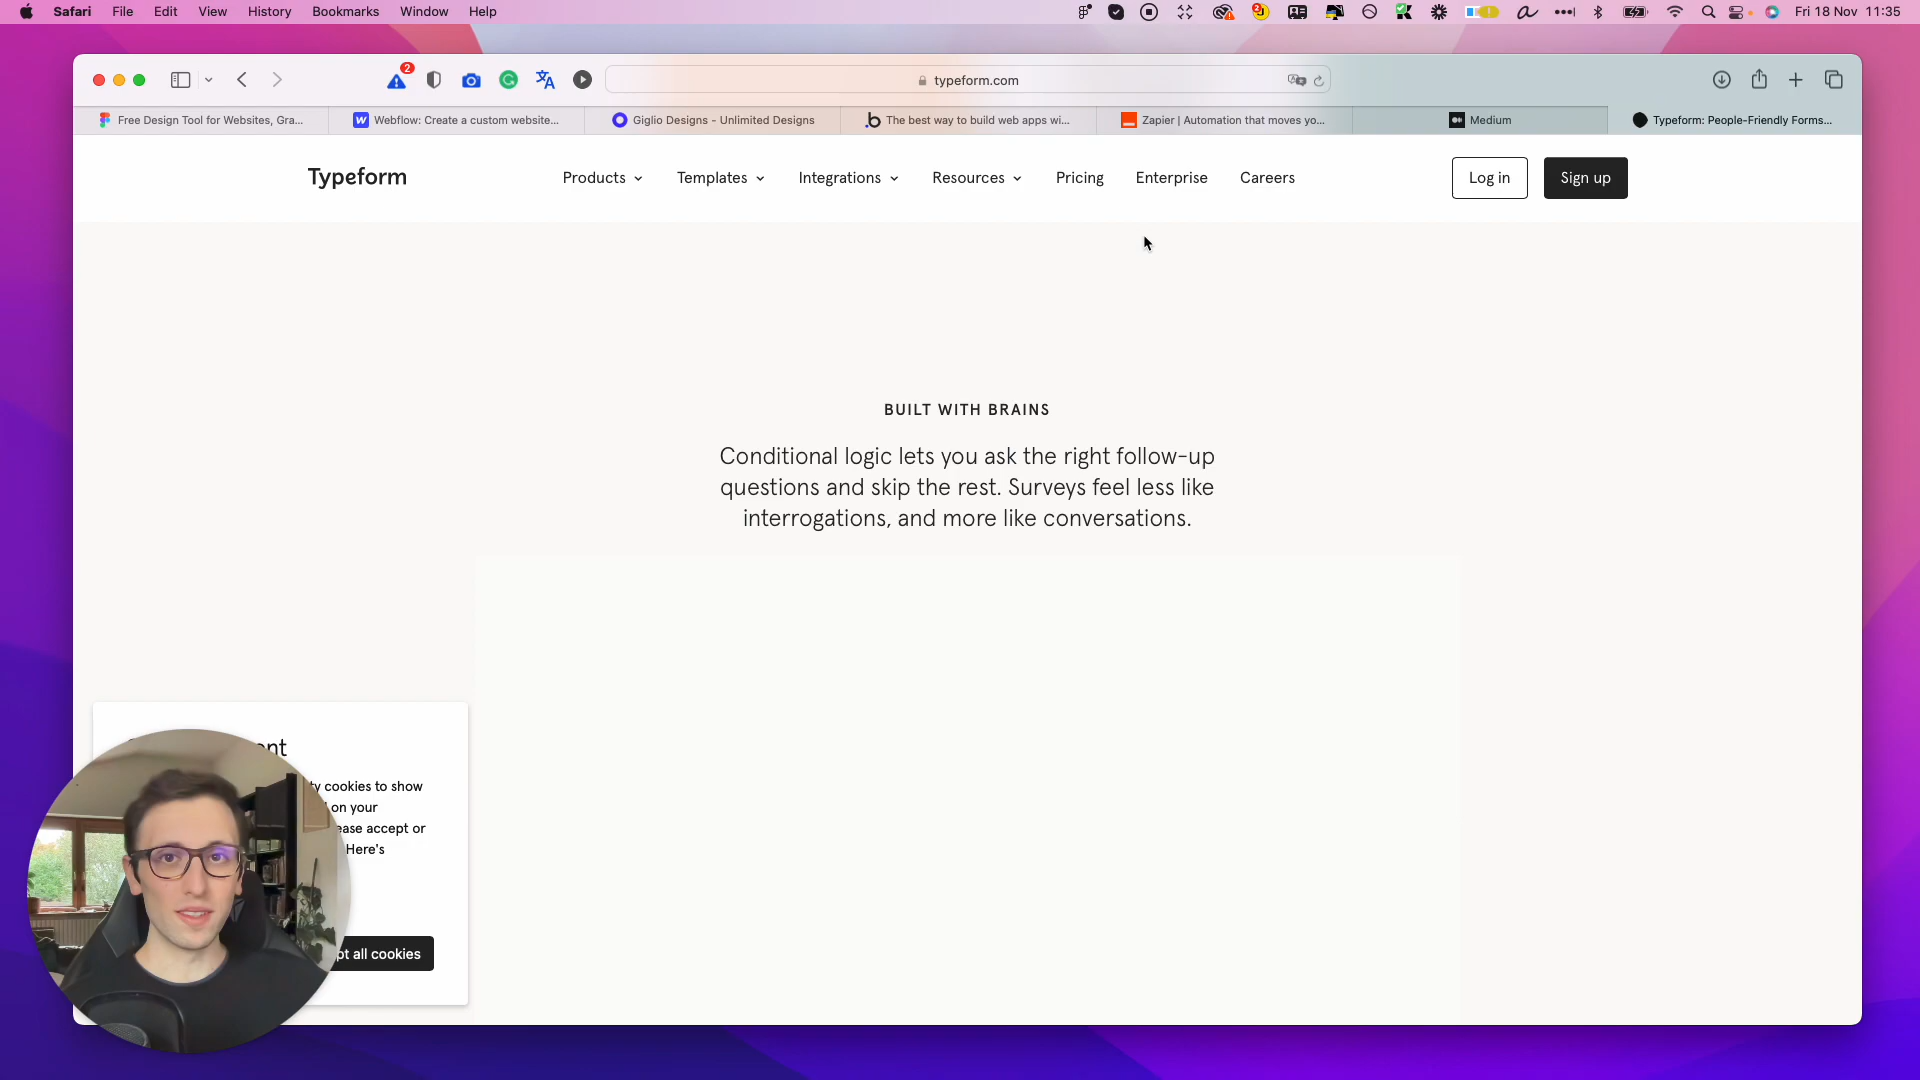 Safari File Edit View History Bookmarks Window Help
Fri 18 Nov 11:35
2
typeform.com
Free Design Tool for Websites, Gra...
Webflow: Create a custom website...
Giglio Designs - Unlimited Designs
The best way to build web apps wi...
Zapier | Automation that moves yo...
Medium
Typeform: People-Friendly Forms...
Typeform
Products
Templates
Integrations
Resources
Pricing
Enterprise
Careers
Log in
Sign up
BUILT WITH BRAINS
Conditional logic lets you ask the right follow-up
questions and skip the rest. Surveys feel less like
interrogations, and more like conversations.
cookies to show
on your
accept or
Here's
all cookies